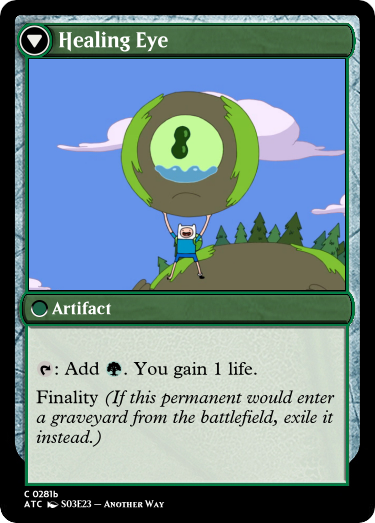 Healing Eye
Artifact
: Add . You gain 1 life.
Finality (If this permanent would enter
a graveyard from the battlefield, exile it
instead.)
C 0281b
ATC S03E23 – Another Way